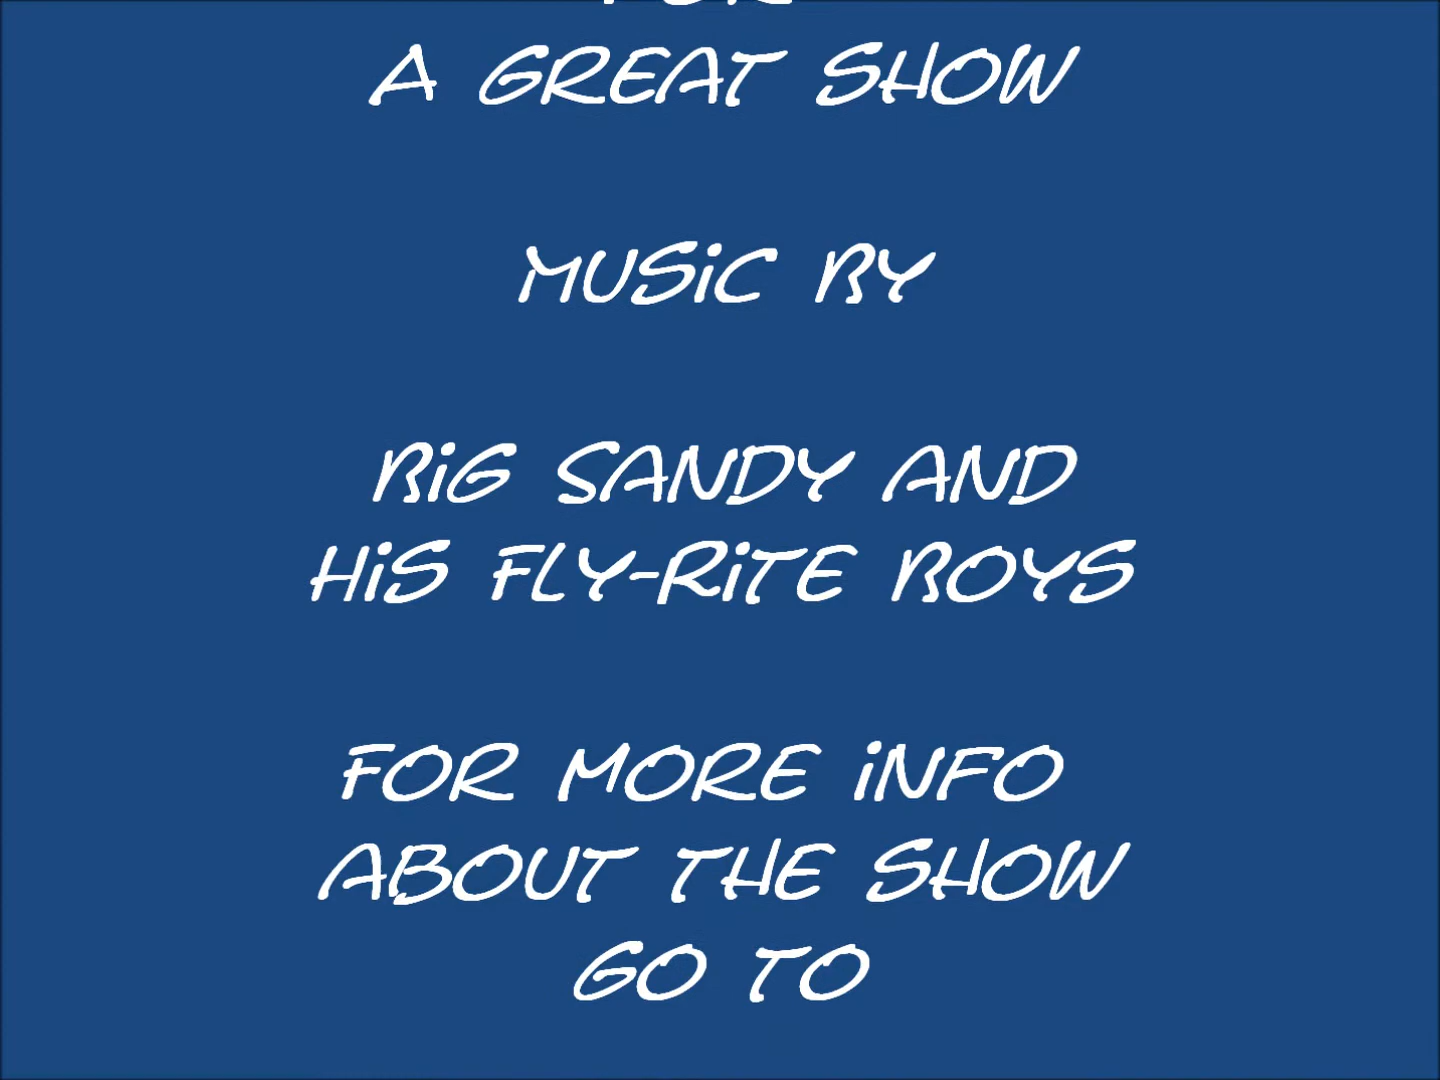 A GREAT SHOW
MUSiC BY
BiG SANDY AND
HiS FLY-RiTE BOYS
FOR MORE iNFO
ABOUT THE SHOW
GO TO